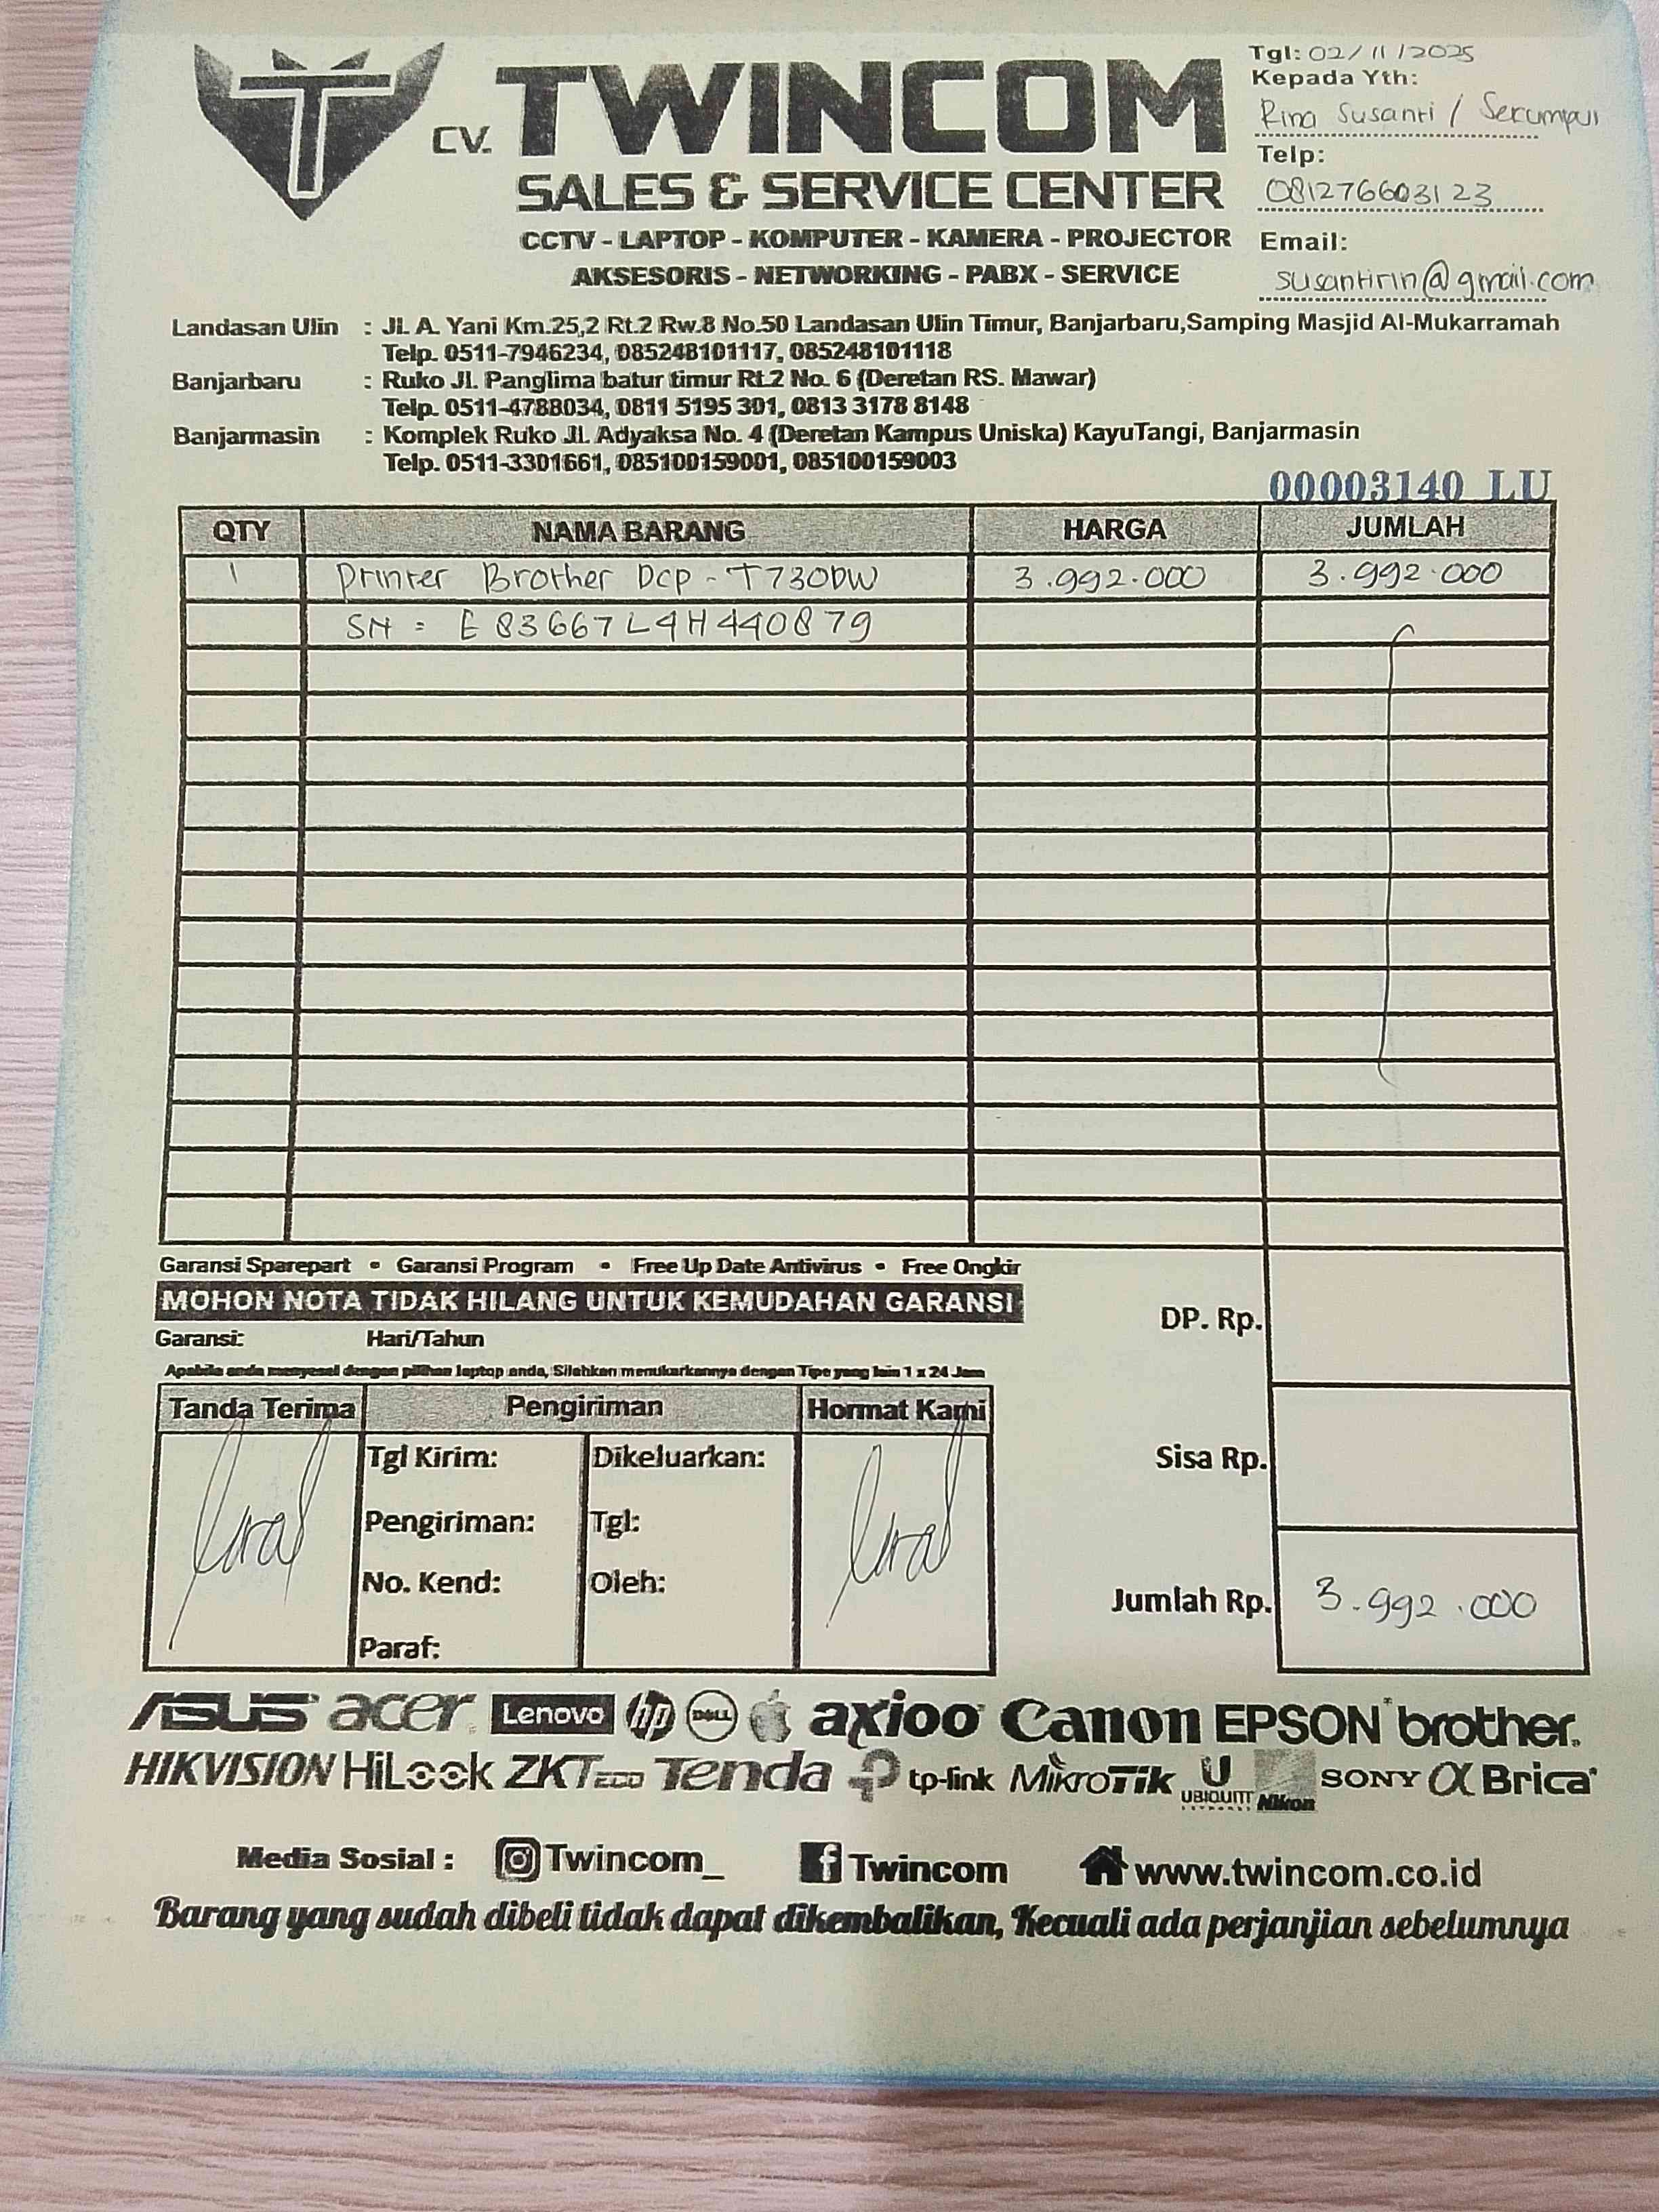 Tgl: 02/11/2025
Kepada Yth:
Rina Susanti / Serumpui
Telp:
081276603123
Email:
susantirin@gmail.com
CV. TWINCOM
SALES & SERVICE CENTER
CCTV - LAPTOP - KOMPUTER - KAMERA - PROJECTOR
AKSESORIS - NETWORKING - PABX - SERVICE
Landasan Ulin : Jl. A. Yani Km.25,2 Rt.2 Rw.8 No.50 Landasan Ulin Timur, Banjarbaru,Samping Masjid Al-Mukarramah
Telp. 0511-7946234, 085248101117, 085248101118
Banjarbaru : Ruko Jl. Panglima batur timur Rt.2 No. 6 (Deretan RS. Mawar)
Telp. 0511-4788034, 0811 5195 301, 0813 3178 8148
Banjarmasin : Komplek Ruko Jl. Adyaksa No. 4 (Deretan Kampus Uniska) KayuTangi, Banjarmasin
Telp. 0511-3301661, 085100159001, 085100159003
00003140 LU
QTY NAMA BARANG HARGA JUMLAH
1 Printer Brother Dcp - T730DW 3.992.000 3.992.000
SN : E83667L4H440879
Garansi Sparepart • Garansi Program • Free Up Date Antivirus • Free Ongkir
MOHON NOTA TIDAK HILANG UNTUK KEMUDAHAN GARANSI
Garansi: Hari/Tahun
Apabila anda menyesal dengan pilihan laptop anda, Silahkan menukarkannya dengan Tipe yang lain 1 x 24 Jam
DP. Rp.
Sisa Rp.
Jumlah Rp. 3.992.000
Tanda Terima Pengiriman Hormat Kami
Tgl Kirim: Dikeluarkan:
Pengiriman: Tgl:
No. Kend: Oleh:
Paraf:
ASUS acer Lenovo hp DELL axioo Canon EPSON brother
HIKVISION HiLook ZKTeco Tenda tp-link MikroTik UBIQUITI Nikon SONY α Brica
Media Sosial : Twincom_ Twincom www.twincom.co.id
Barang yang sudah dibeli tidak dapat dikembalikan, Kecuali ada perjanjian sebelumnya